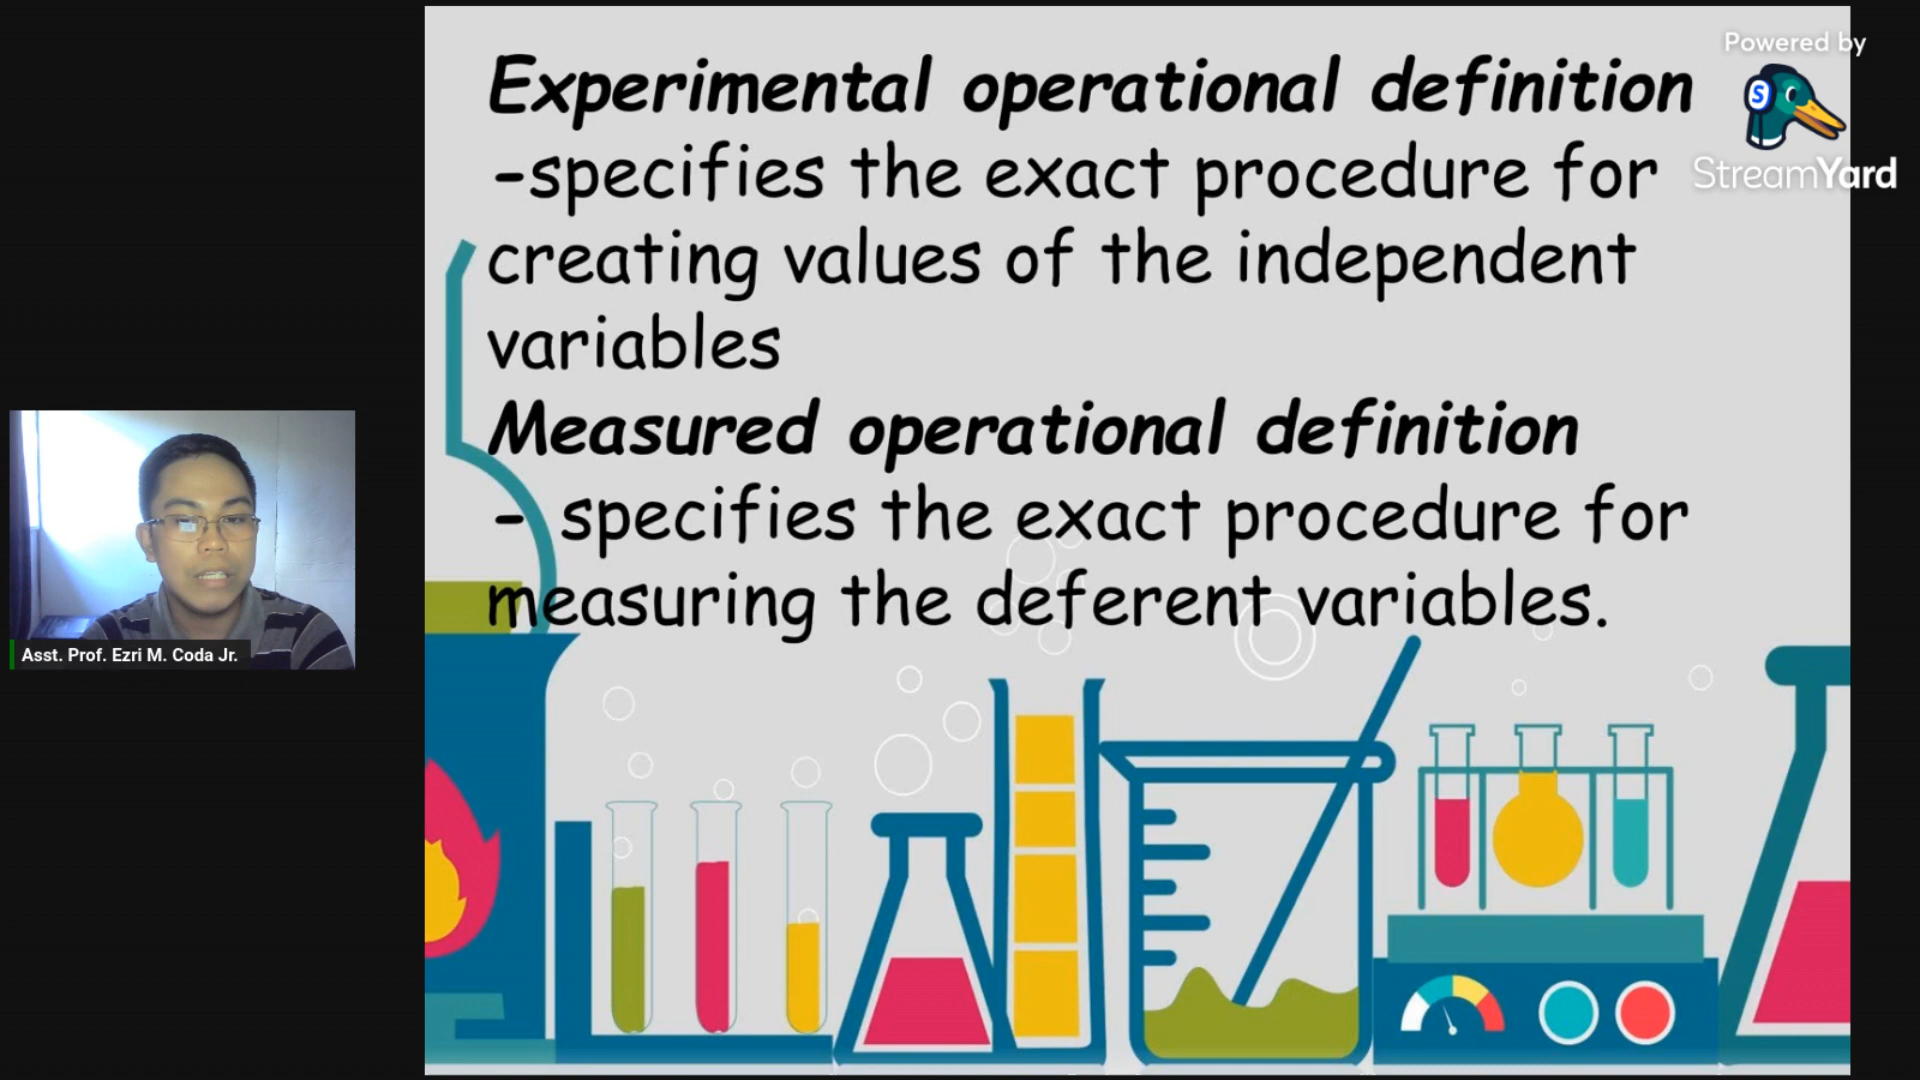 Experimental operational definition
-specifies the exact procedure for
creating values of the independent
variables
Measured operational definition
- specifies the exact procedure for
measuring the deferent variables.
Powered by
S
StreamYard
Asst. Prof. Ezri M. Coda Jr.